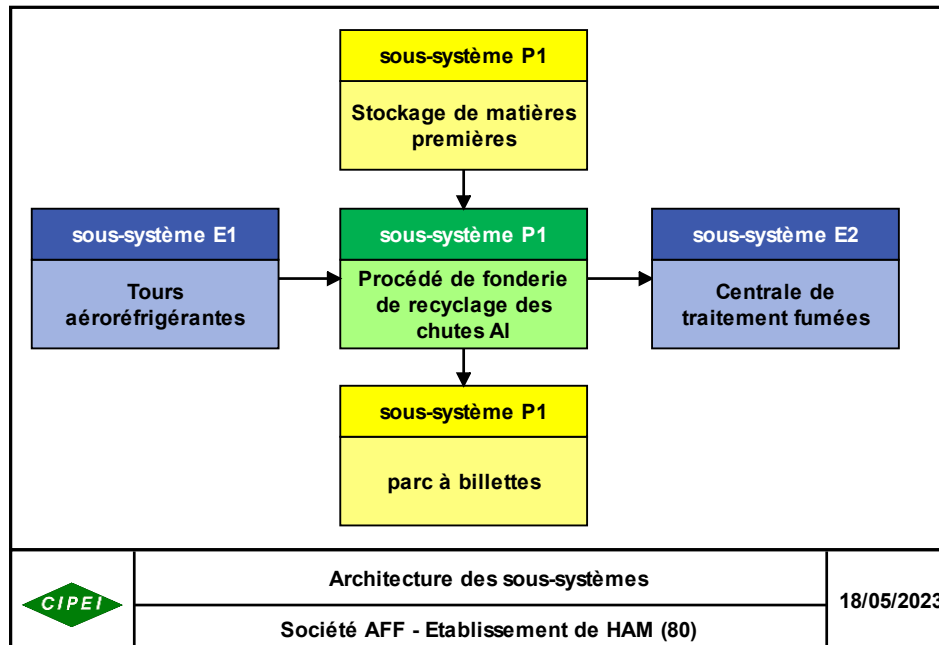 sous-système P1
Stockage de matières
premières
sous-système E1
Tours
aéroréfrigérantes
sous-système P1
Procédé de fonderie
de recyclage des
chutes Al
sous-système E2
Centrale de
traitement fumées
sous-système P1
parc à billettes
CIPEI
Architecture des sous-systèmes
Société AFF - Etablissement de HAM (80)
18/05/2023